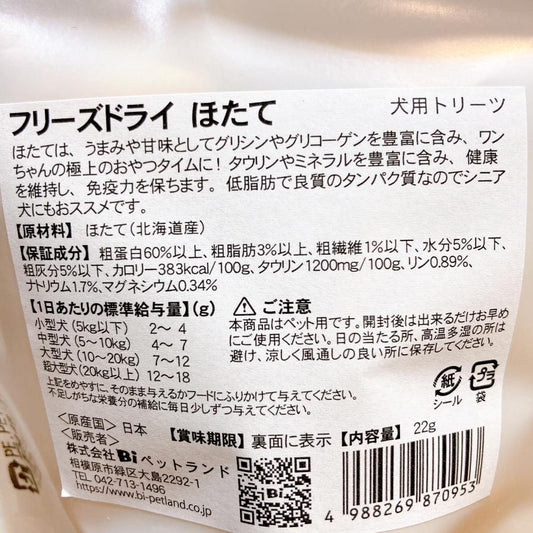 フリーズドライ ほたて 犬用トリーツ
ほたては、うまみや甘味としてグリシンやグリコーゲンを豊富に含み、ワン
ちゃんの極上のおやつタイムに! タウリンやミネラルを豊富に含み、健康
を維持し、免疫力を保ちます。低脂肪で良質のタンパク質なのでシニア
犬にもおススメです。
【原材料】 ほたて(北海道産)
【保証成分】 粗蛋白60%以上、粗脂肪3%以上、粗繊維1%以下、水分5%以下、
粗灰分5%以下、カロリー383kcal/100g、タウリン1200mg/100g、リン0.89%、
ナトリウム1.7%、マグネシウム0.34%
【1日あたりの標準給与量】(g)
小型犬(5kg以下) 2〜 4
中型犬(5〜10kg) 4〜 7
大型犬(10〜20kg) 7〜12
超大型犬(20kg以上) 12〜18
ご注意
本商品はペット用です。開封後は出来るだけお早め
にご使用ください。日の当たる所、高温多湿の所は
避け、涼しく風通しの良い所に保存してください。
上記をめやすに、そのまま与えるかフードにふりかけて与えてください。
不足しがちな栄養分の補給に毎日少しずつ与えてください。
紙
シール
プラ
袋
<原産国> 日本
<販売者>
株式会社Biペットランド
相模原市緑区大島2292-1
TEL. 042-713-1496
https://www.bi-petland.co.jp
【賞味期限】 裏面に表示 【内容量】 22g
Bi
4 988269 870953